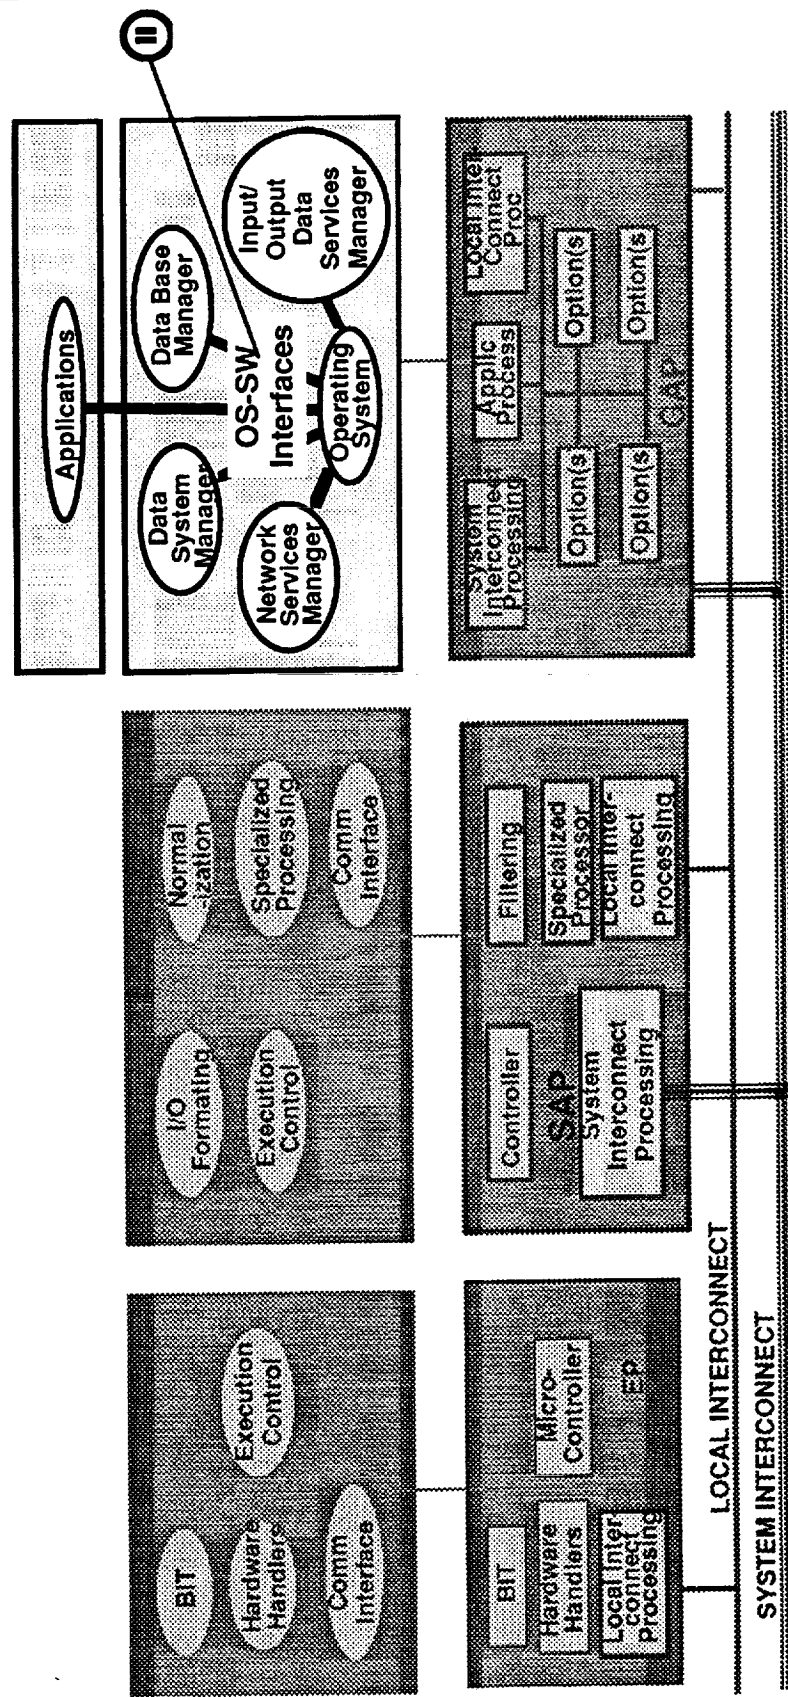 BIT
Hardware
Handlers
Comm
Interface
Execution
Control
I/O
Formating
Execution
Control
Normal
-ization
Specialized
Processing
Comm
Interface
Applications
Data
System
Manager
Data Base
Manager
Network
Services
Manager
OS-SW
Interfaces
Operating
System
Input/
Output
Data
Services
Manager
II
BIT
Hardware
Handlers
Local Inter-
connect
Processing
Micro-
Controller
EP
Controller
SAP
System
Interconnect
Processing
Filtering
Specialized
Processor
Local Inter-
connect
Processing
System
Interconnect
Processing
Applic
Process
Local Inter-
Connect
Proc
Option(s)
Option(s)
Option(s)
Option(s)
GAP
LOCAL INTERCONNECT
SYSTEM INTERCONNECT